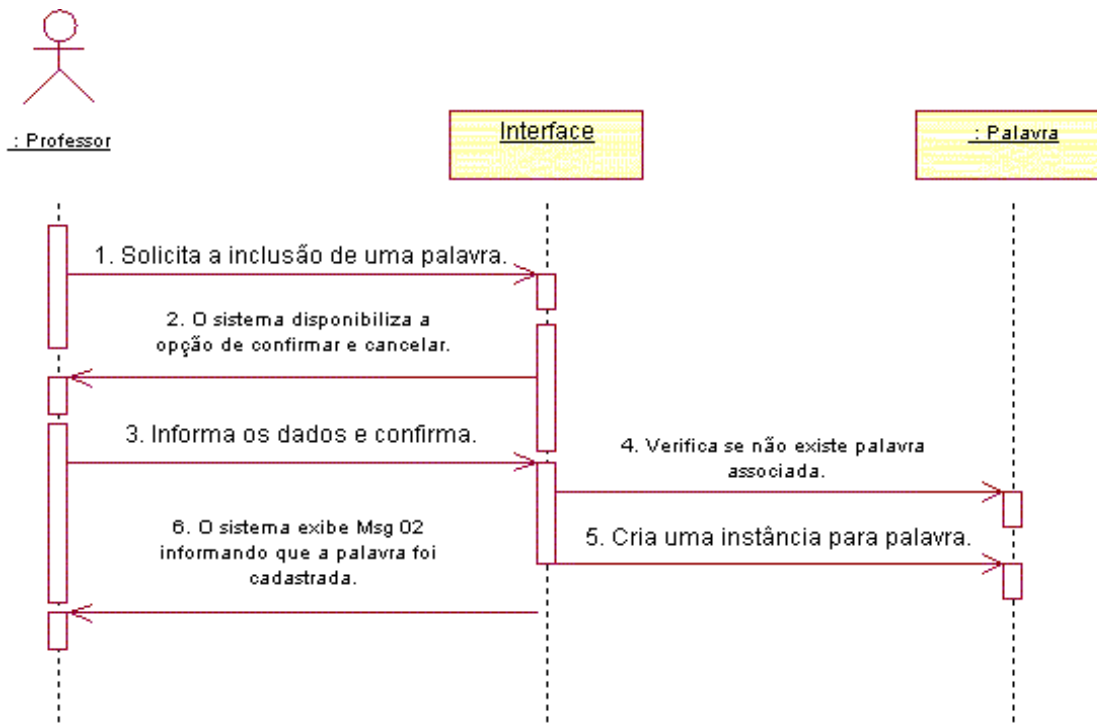 : Professor
Interface
: Palavra
1. Solicita a inclusão de uma palavra.
2. O sistema disponibiliza a
opção de confirmar e cancelar.
3. Informa os dados e confirma.
4. Verifica se não existe palavra
associada.
5. Cria uma instância para palavra.
6. O sistema exibe Msg 02
informando que a palavra foi
cadastrada.